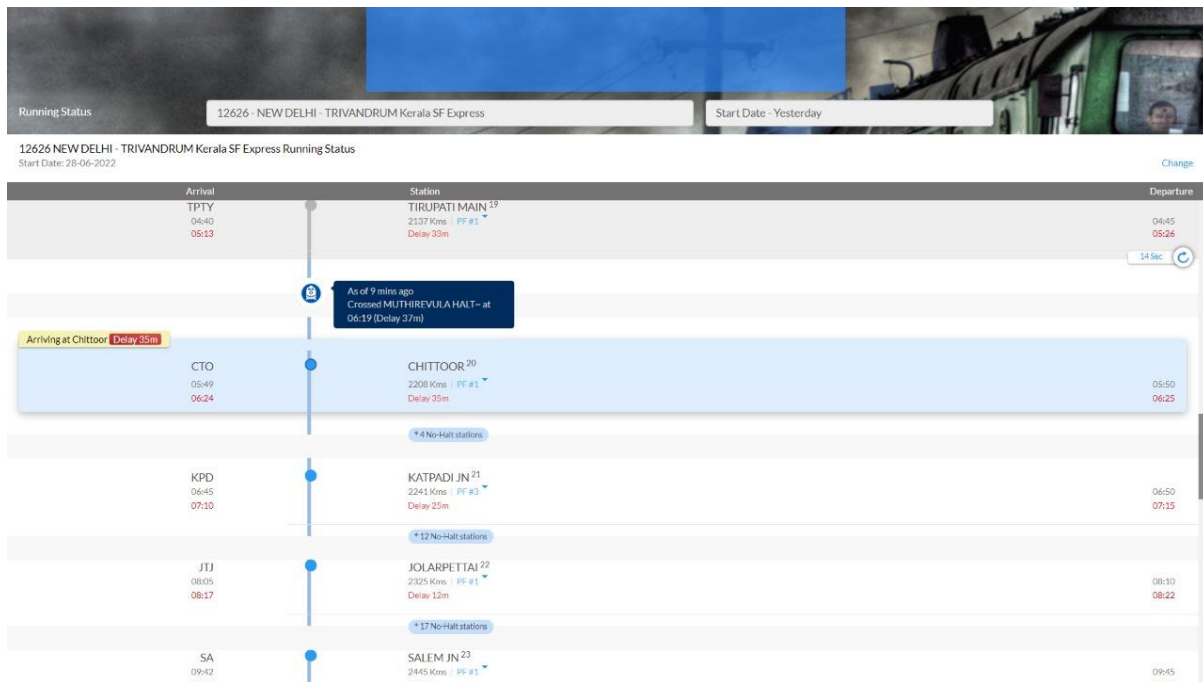 Running Status
12626 - NEW DELHI - TRIVANDRUM Kerala SF Express
Start Date - Yesterday
12626 NEW DELHI - TRIVANDRUM Kerala SF Express Running Status
Start Date: 28-06-2022
Change
Arrival Station Departure
TPTY TIRUPATI MAIN 19
04:40 2137 Kms | PF #1 04:45
05:13 Delay 33m 05:26
14 Sec
As of 9 mins ago
Crossed MUTHIREVULA HALT~ at
06:19 (Delay 37m)
Arriving at Chittoor Delay 35m
CTO CHITTOOR 20
05:49 2208 Kms | PF #1 05:50
06:24 Delay 35m 06:25
+ 4 No-Halt stations
KPD KATPADI JN 21
06:45 2241 Kms | PF #3 06:50
07:10 Delay 25m 07:15
+ 12 No-Halt stations
JTJ JOLARPETTAI 22
08:05 2325 Kms | PF #1 08:10
08:17 Delay 12m 08:22
+ 17 No-Halt stations
SA SALEM JN 23
09:42 2445 Kms | PF #1 09:45